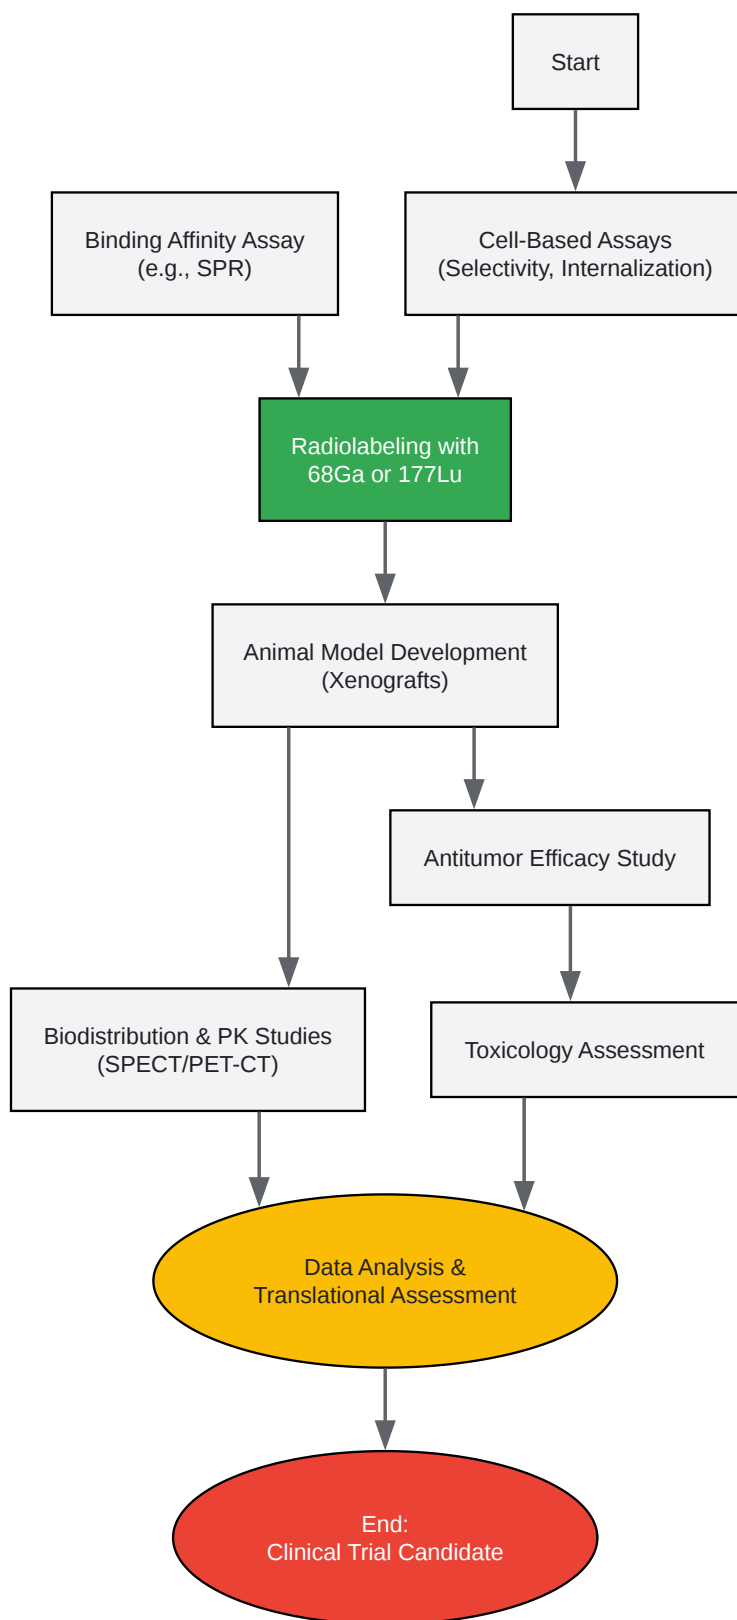 Start
Binding Affinity Assay
(e.g., SPR)
Cell-Based Assays
(Selectivity, Internalization)
Radiolabeling with
68Ga or 177Lu
Animal Model Development
(Xenografts)
Antitumor Efficacy Study
Biodistribution & PK Studies
(SPECT/PET-CT)
Toxicology Assessment
Data Analysis &
Translational Assessment
End:
Clinical Trial Candidate